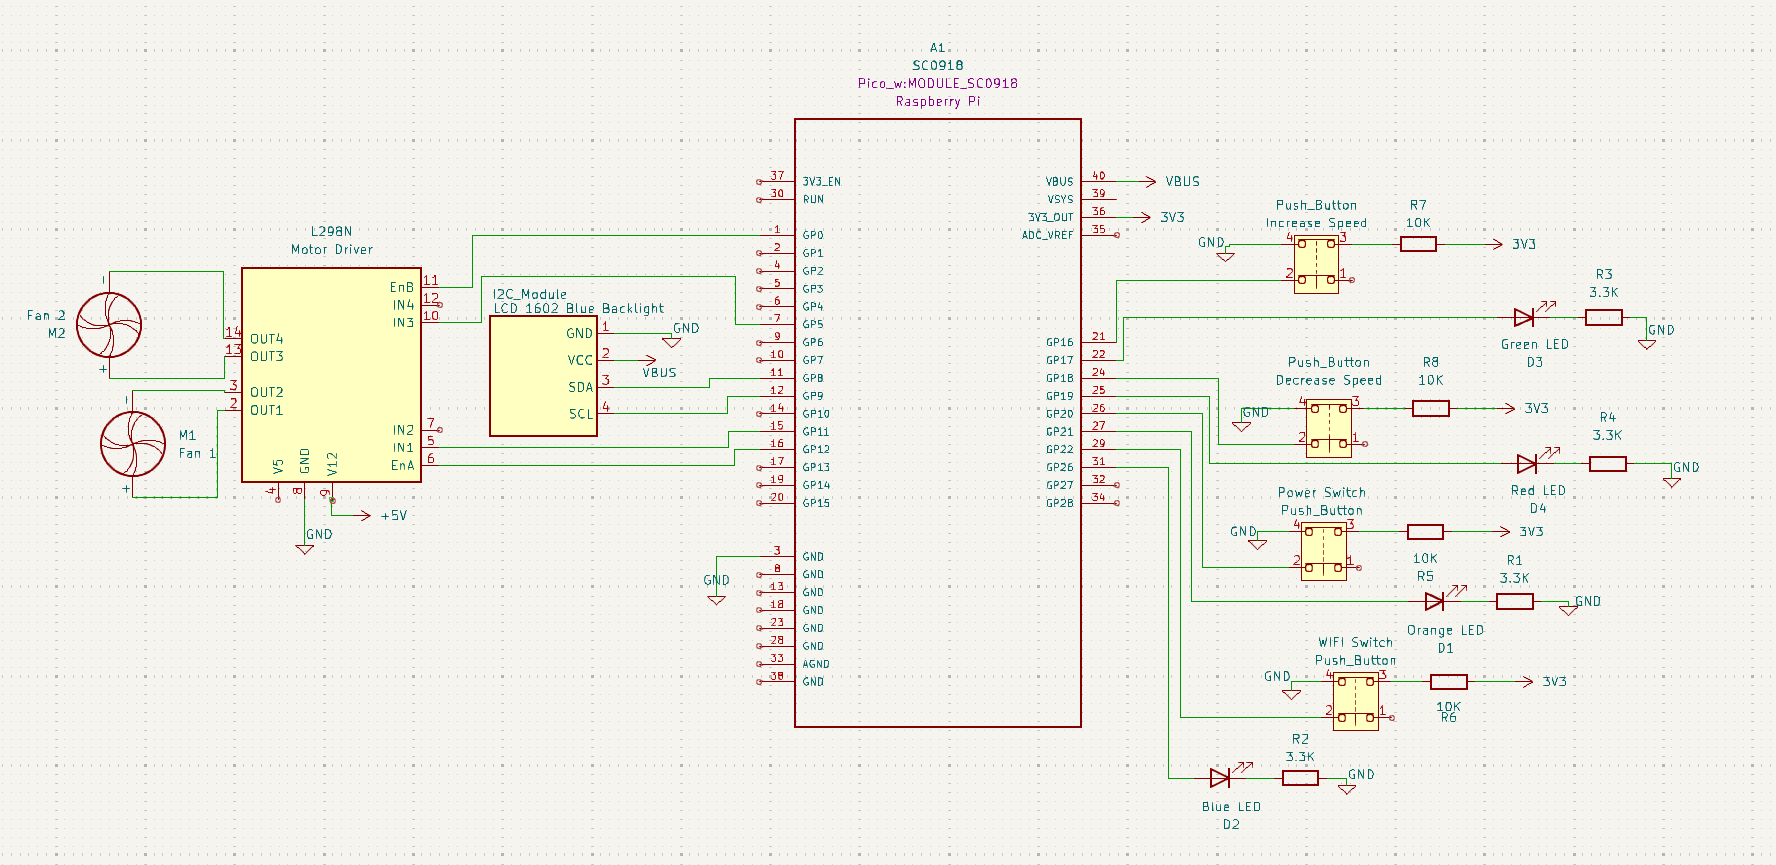 A1
SC0918
Pico_w:MODULE_SC0918
Raspberry Pi
37 3V3_EN
30 RUN
1 GP0
2 GP1
4 GP2
5 GP3
6 GP4
7 GP5
9 GP6
10 GP7
11 GP8
12 GP9
14 GP10
15 GP11
16 GP12
17 GP13
19 GP14
20 GP15
3 GND
8 GND
13 GND
18 GND
23 GND
28 GND
33 AGND
38 GND
GND
VBUS 40 VBUS
VSYS 39
3V3_OUT 36 3V3
ADC_VREF 35
GP16 21
GP17 22
GP18 24
GP19 25
GP20 26
GP21 27
GP22 29
GP26 31
GP27 32
GP28 34
L298N
Motor Driver
EnB 11
IN4 12
IN3 10
14 OUT4
13 OUT3
3 OUT2
2 OUT1
IN2 7
IN1 5
EnA 6
V5 4
GND 8
V12 9
GND
+5V
Fan 2
M2
-
+
M1
Fan 1
-
+
I2C_Module
LCD 1602 Blue Backlight
GND 1 GND
VCC 2 VBUS
SDA 3
SCL 4
Push_Button
Increase Speed
R7
10K
GND 4 3 3V3
2 1
R3
3.3K
GND
Green LED
D3
Push_Button
Decrease Speed
R8
10K
GND 4 3 3V3
2 1
R4
3.3K
GND
Red LED
D4
Power Switch
Push_Button
GND 4 3 3V3
2 1
10K
R5
R1
3.3K
GND
Orange LED
D1
WIFI Switch
Push_Button
GND 4 3 3V3
2 1
10K
R6
R2
3.3K
GND
Blue LED
D2